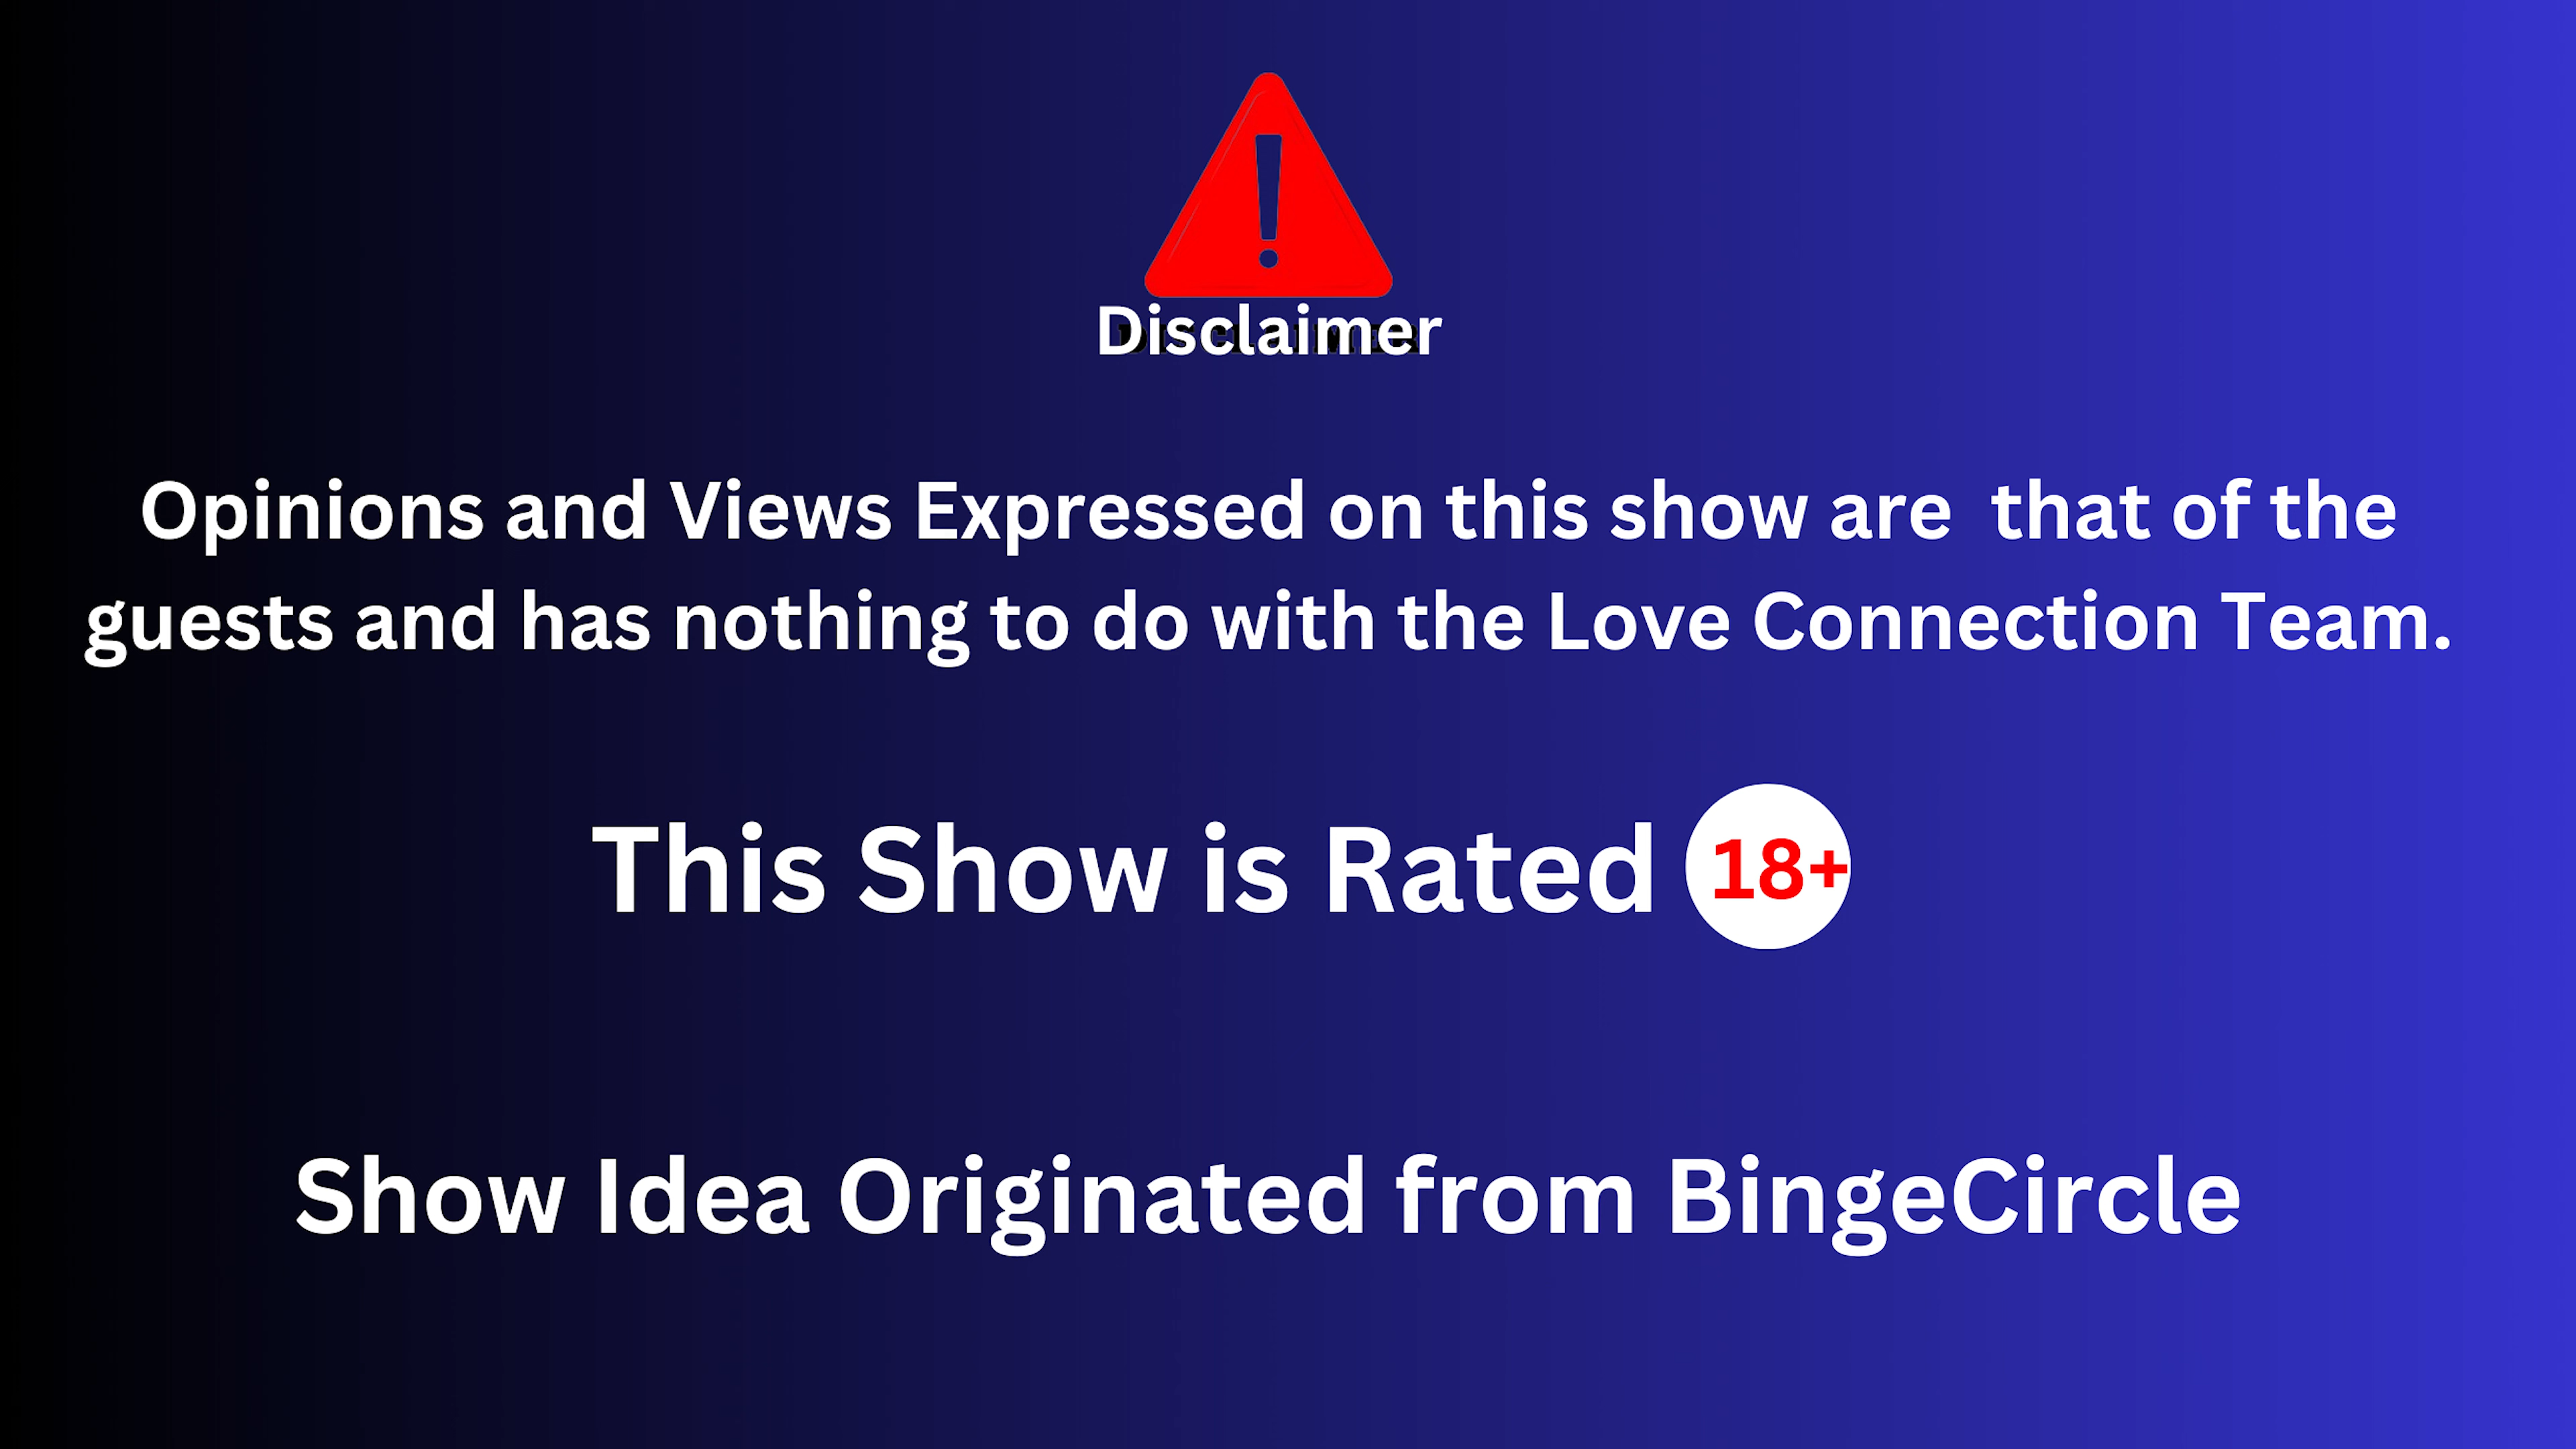 Disclaimer
Opinions and Views Expressed on this show are  that of the
guests and has nothing to do with the Love Connection Team.
This Show is Rated 18+
Show Idea Originated from BingeCircle